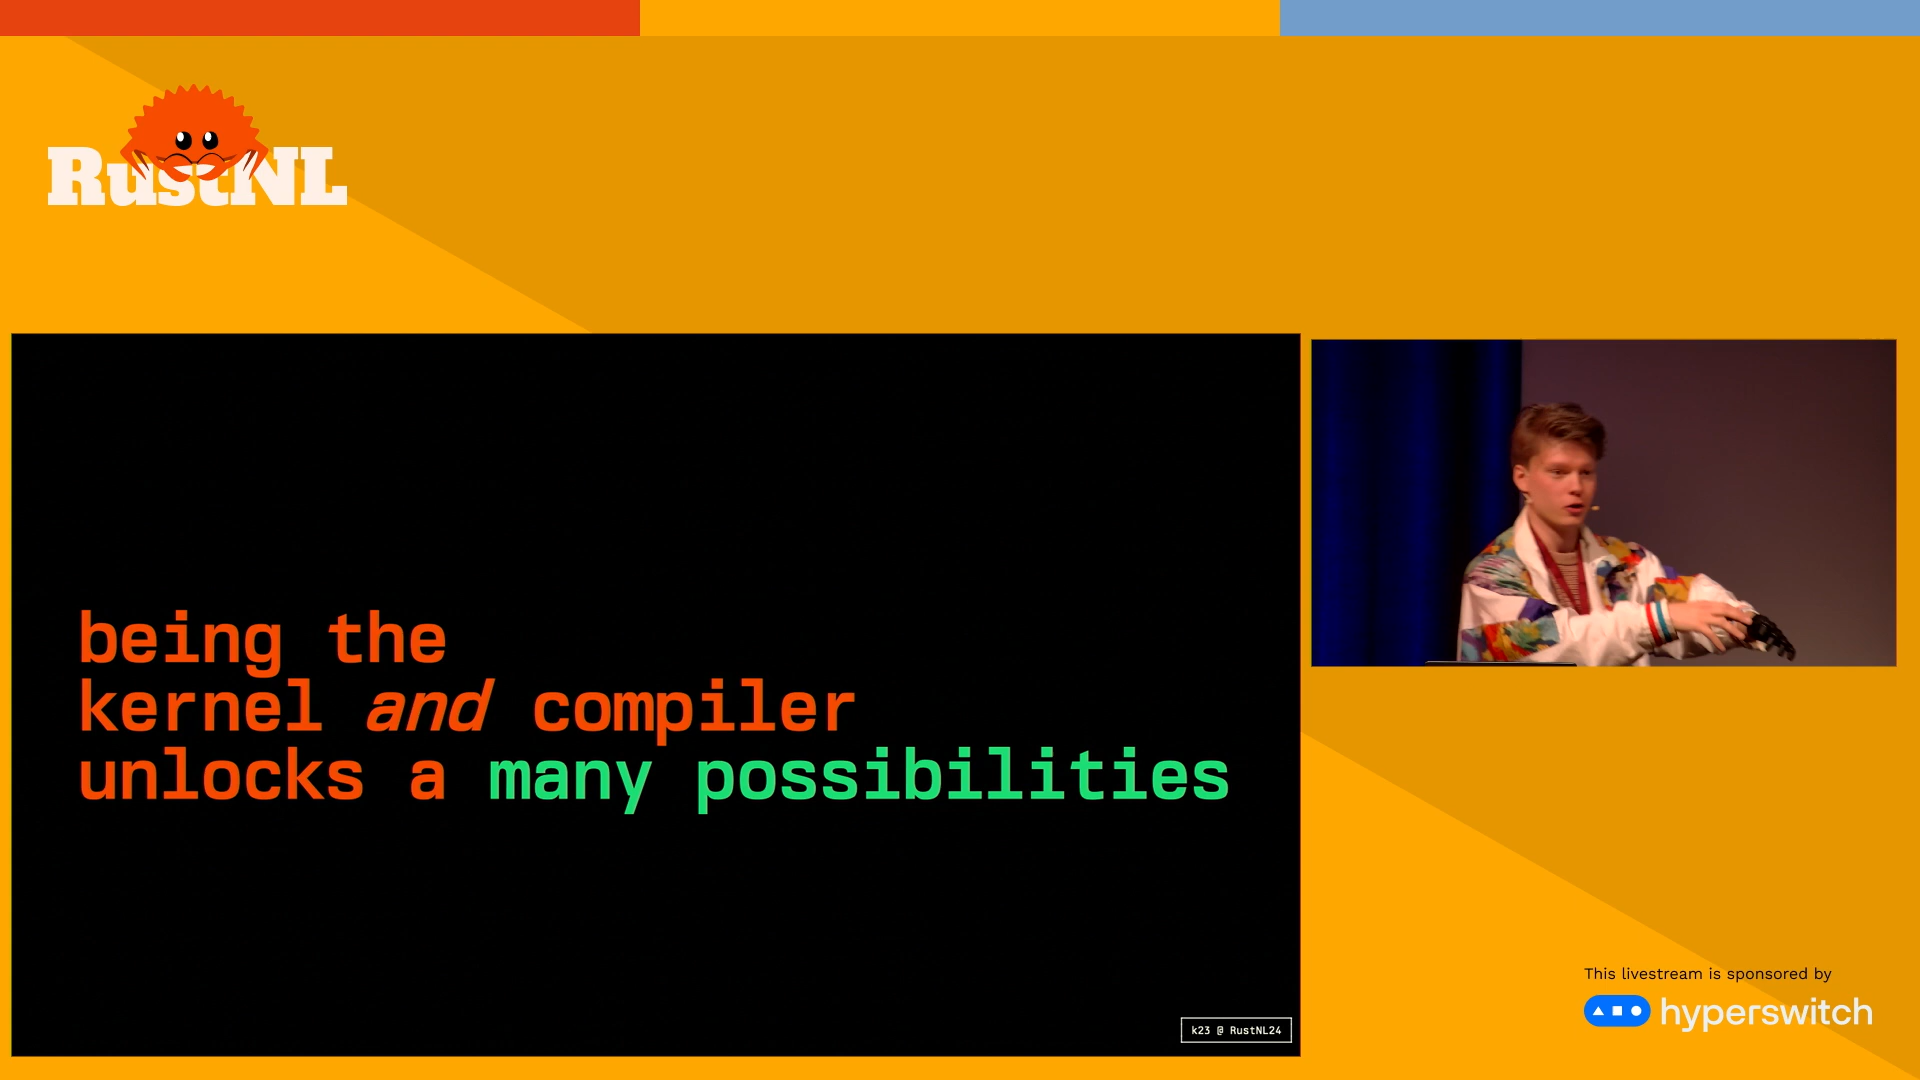 RustNL
being the
kernel and compiler
unlocks a many possibilities
k23 @ RustNL24
This livestream is sponsored by
hyperswitch